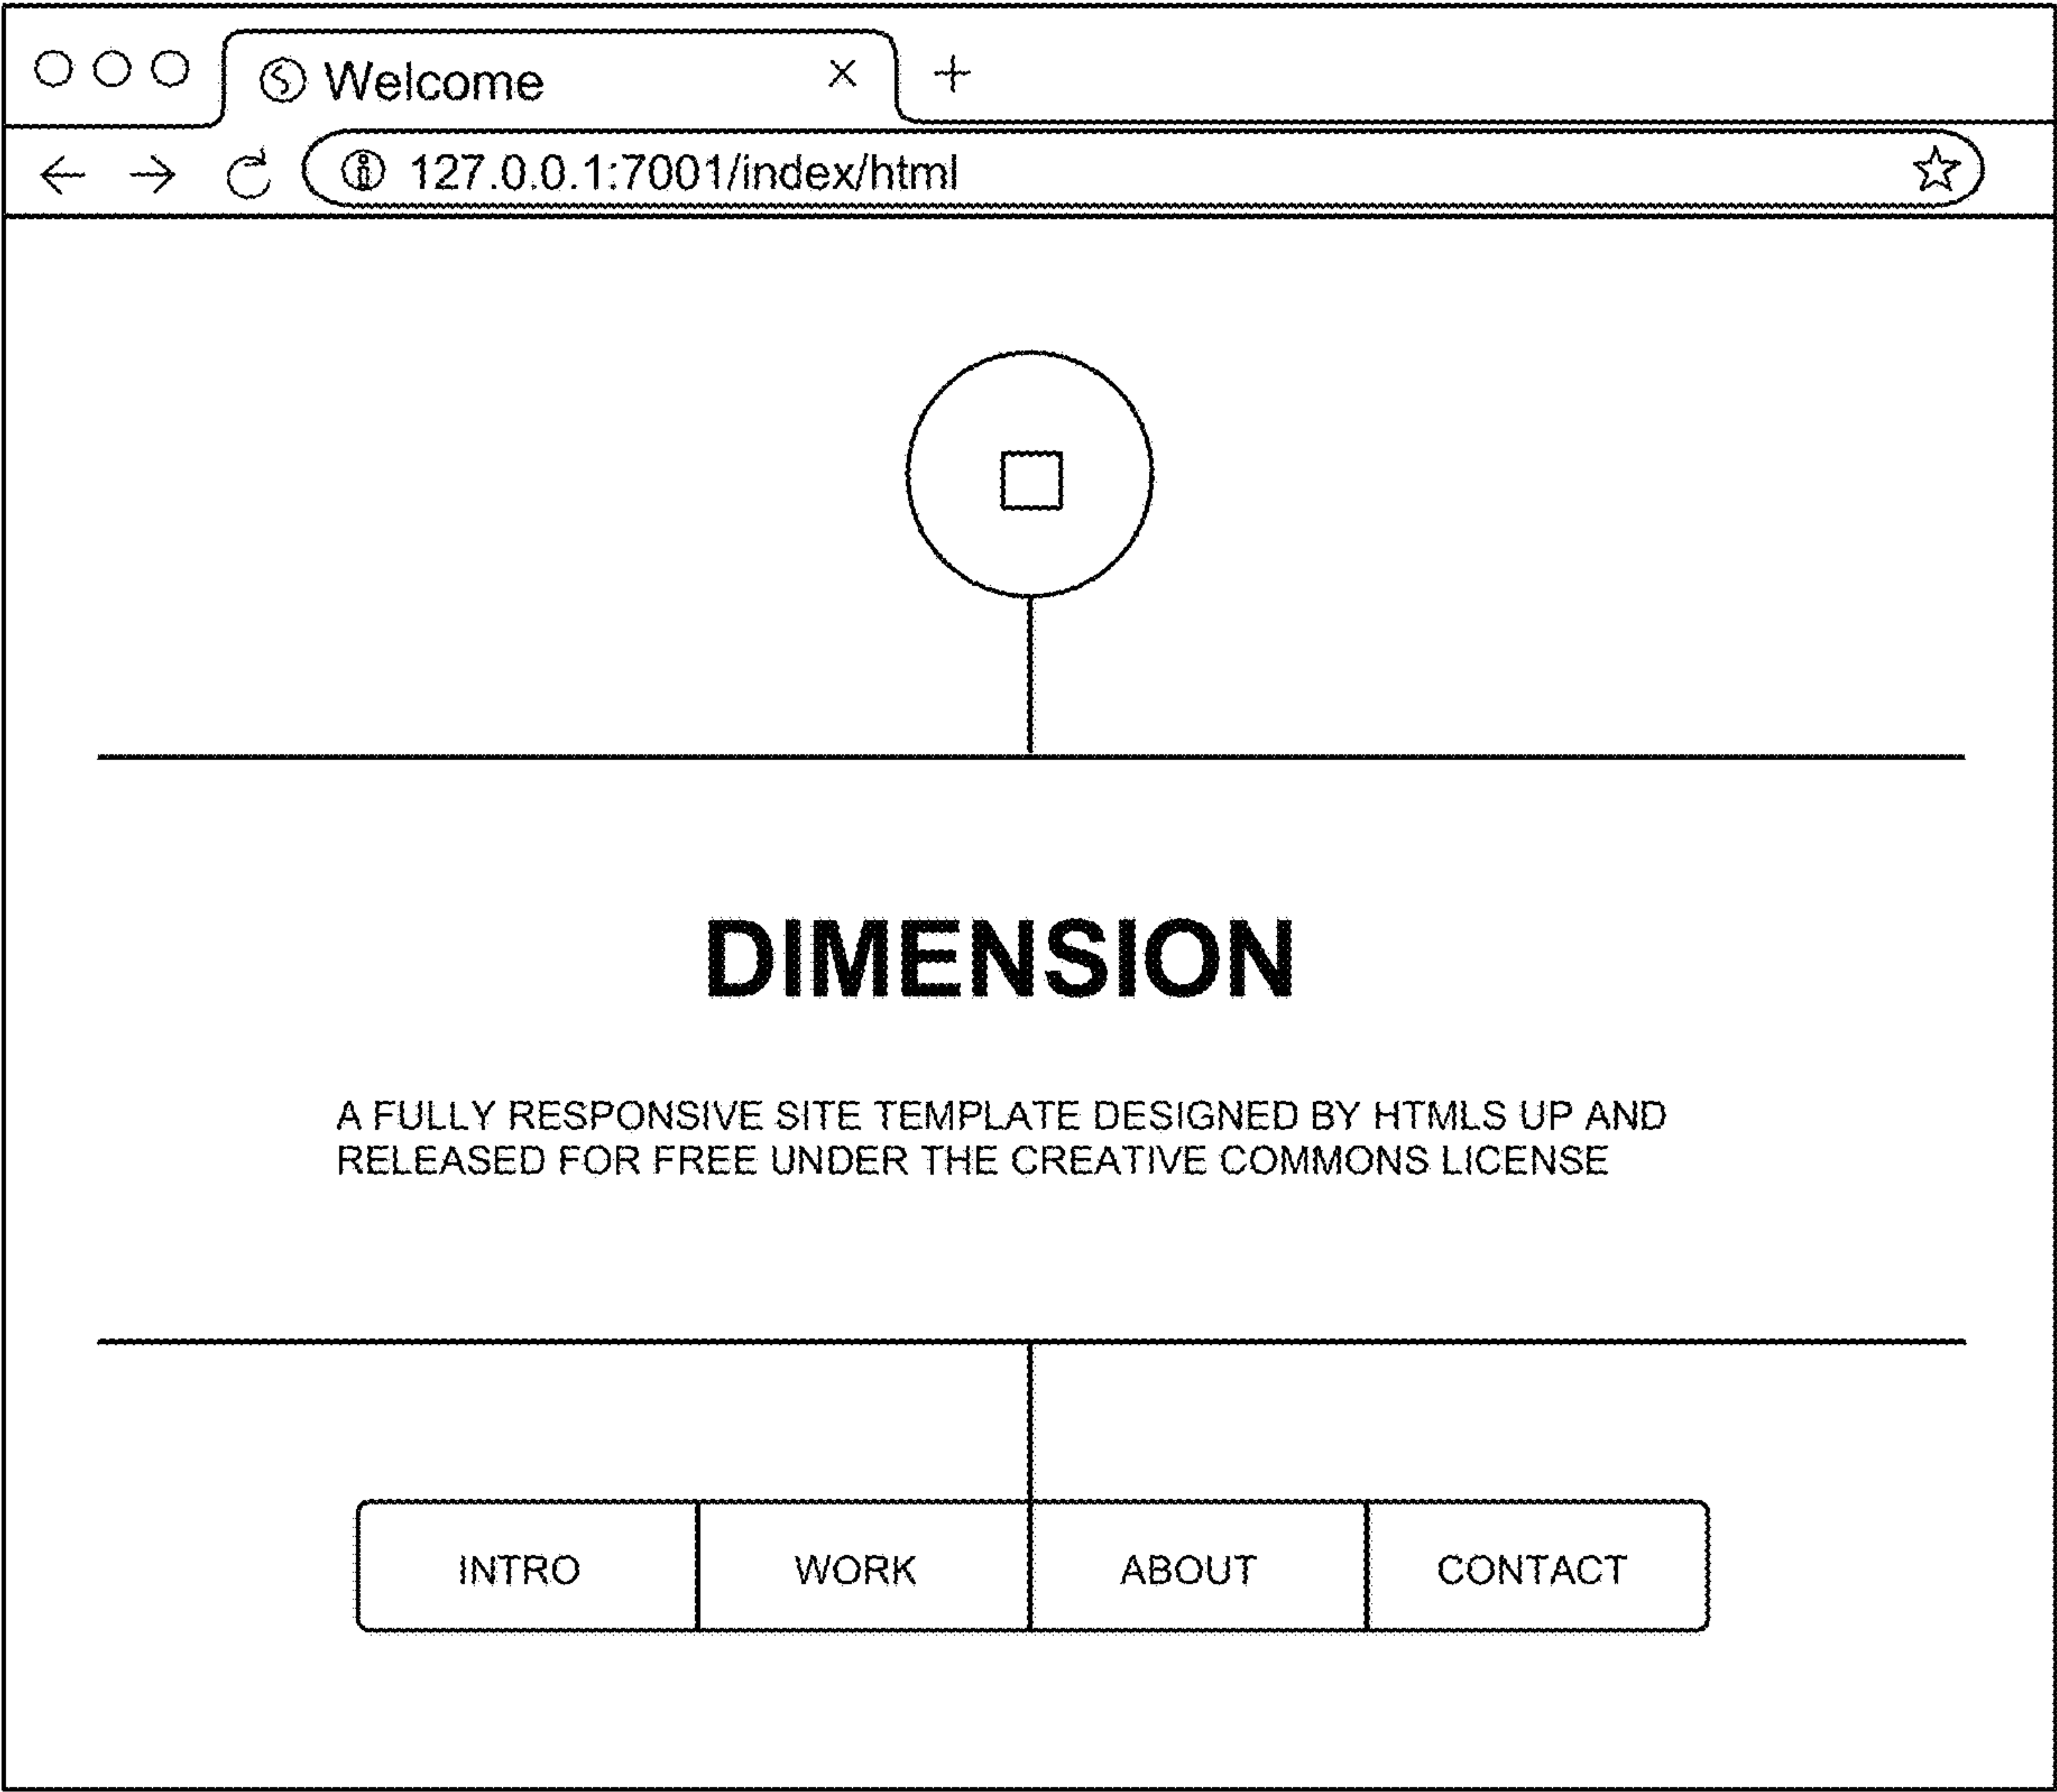 Welcome
127.0.0.1:7001/index/html
DIMENSION
A FULLY RESPONSIVE SITE TEMPLATE DESIGNED BY HTMLS UP AND
RELEASED FOR FREE UNDER THE CREATIVE COMMONS LICENSE
INTRO
WORK
ABOUT
CONTACT